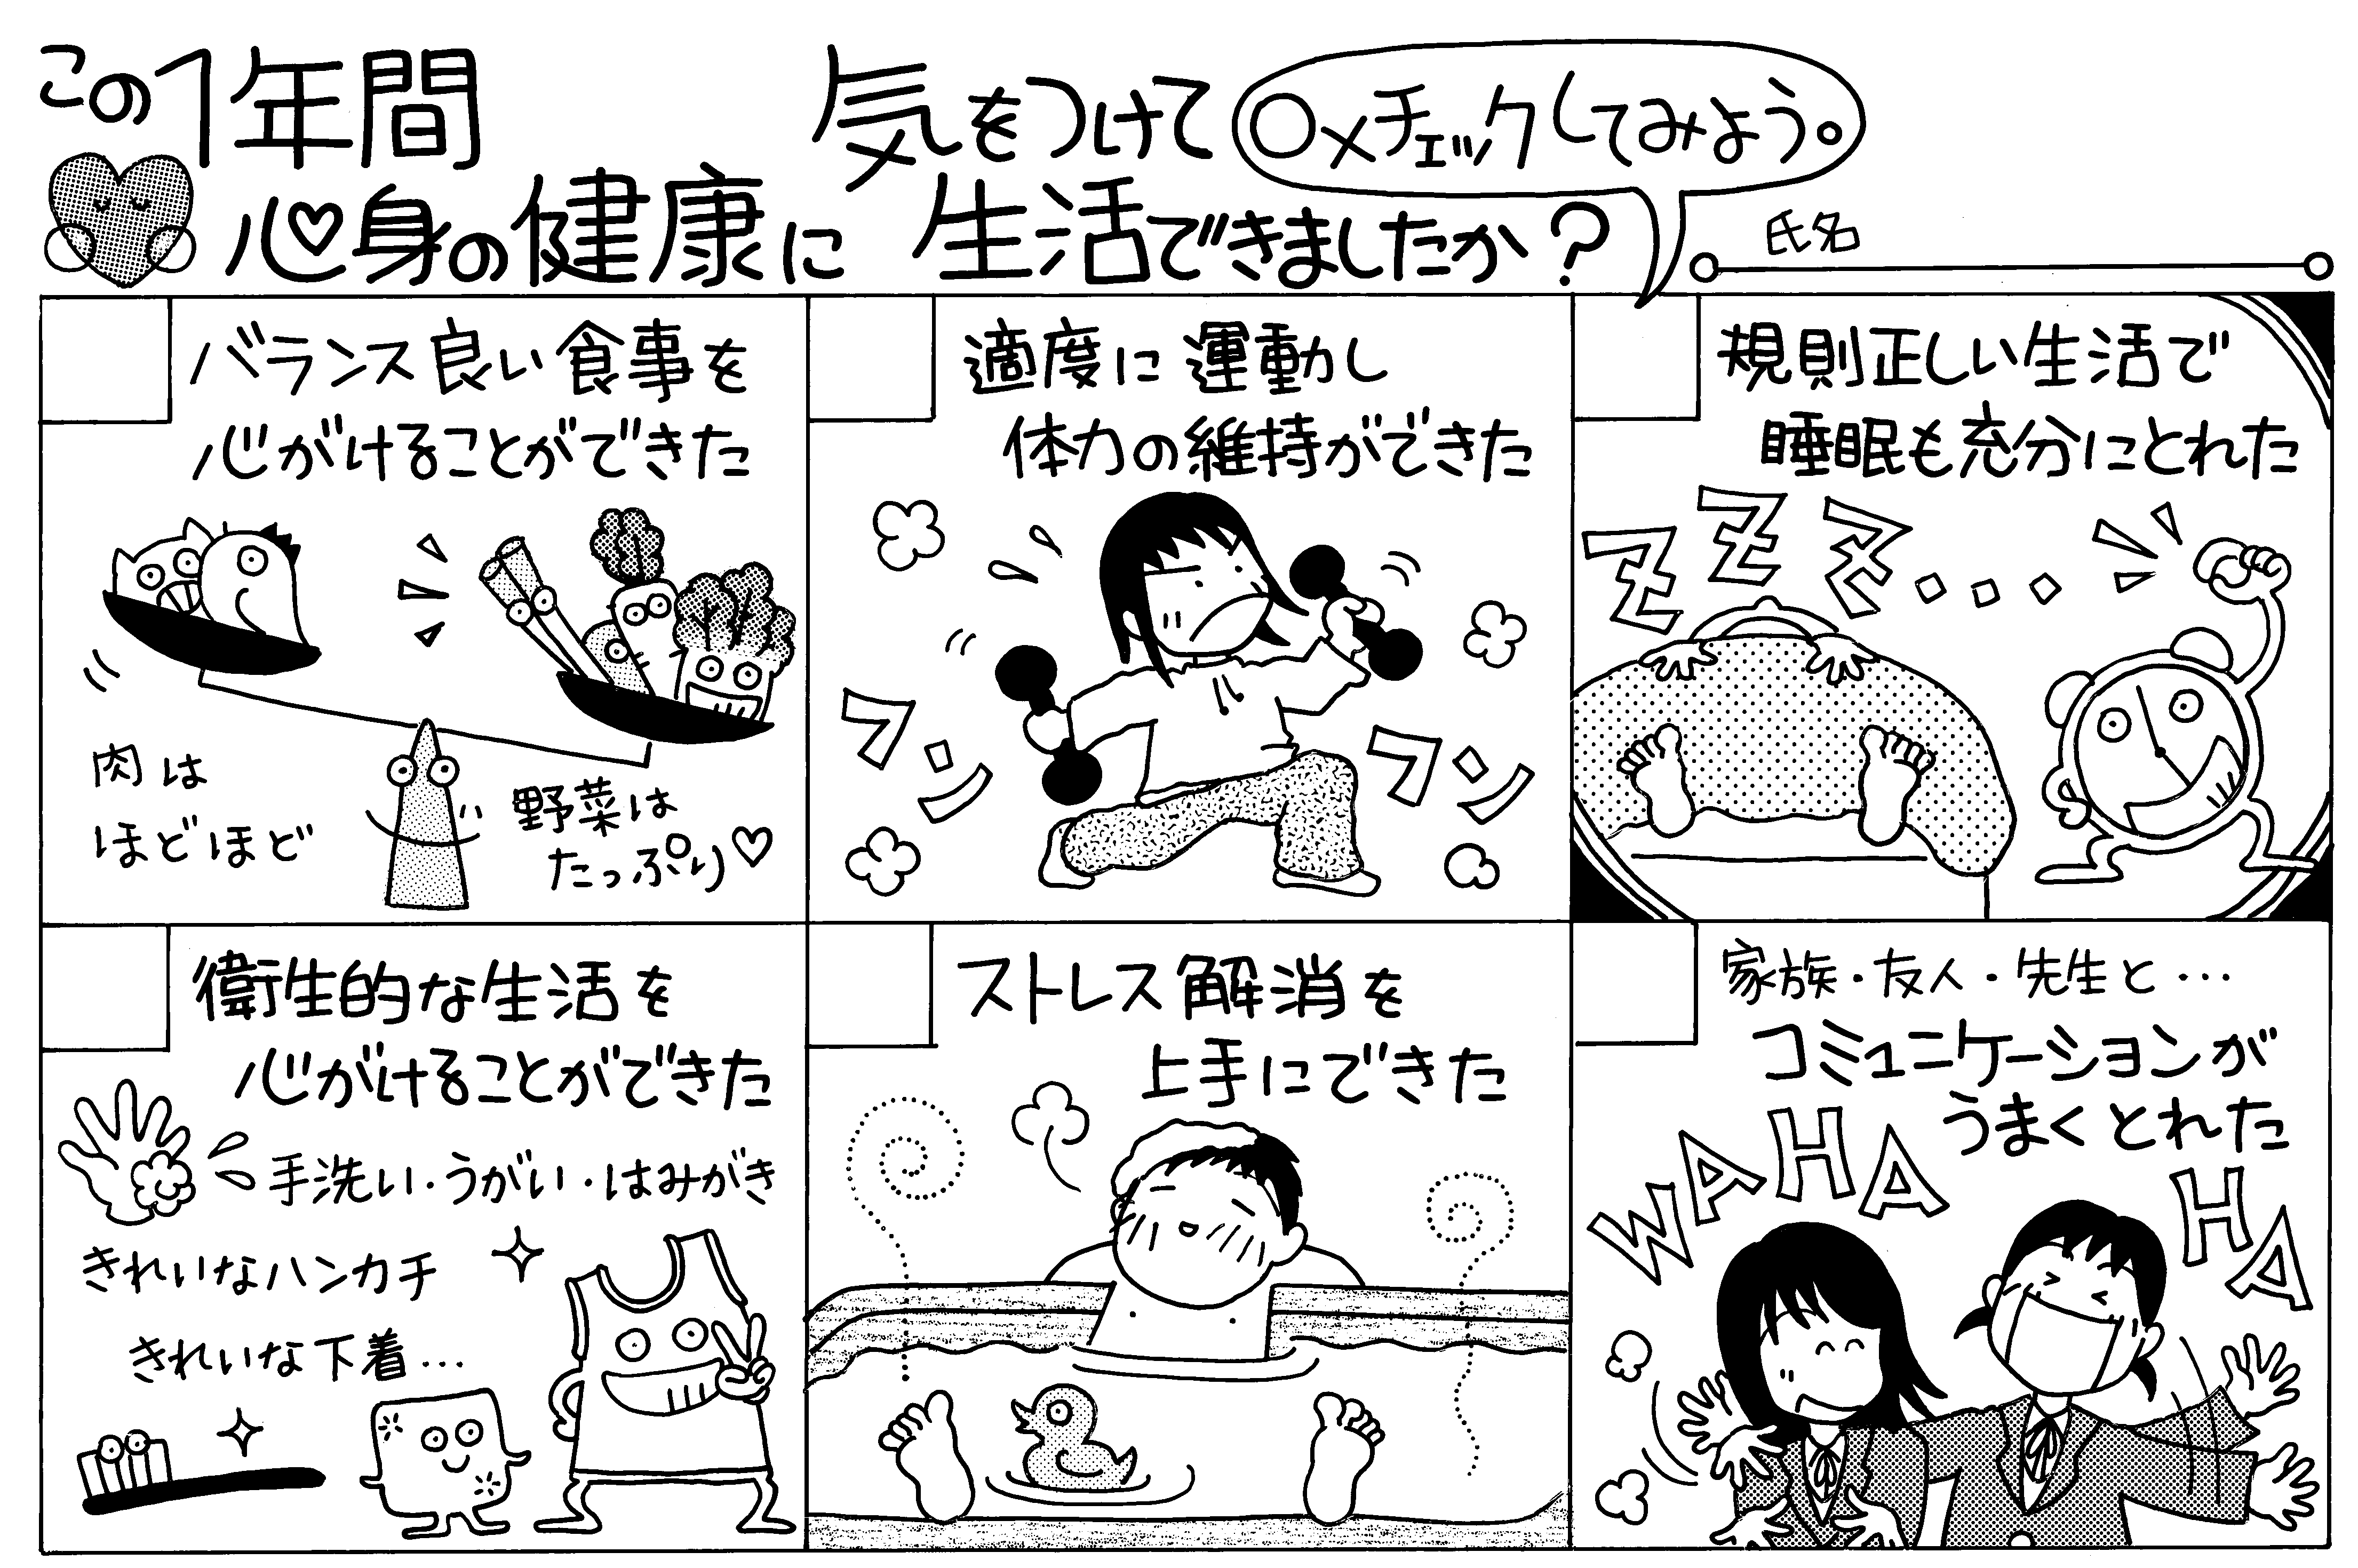 この1年間
心身の健康に
気をつけて
生活できましたか?
○×チェックしてみよう。
氏名
バランス良い食事を
心がけることができた
肉は
ほどほど
野菜は
たっぷり♡
適度に運動し
体力の維持ができた
フン
フン
規則正しい生活で
睡眠も充分にとれた
ZZZ...
衛生的な生活を
心がけることができた
手洗い・うがい・はみがき
きれいなハンカチ
きれいな下着…
ストレス解消を
上手にできた
家族・友人・先生と…
コミュニケーションが
うまくとれた
WAHAHA